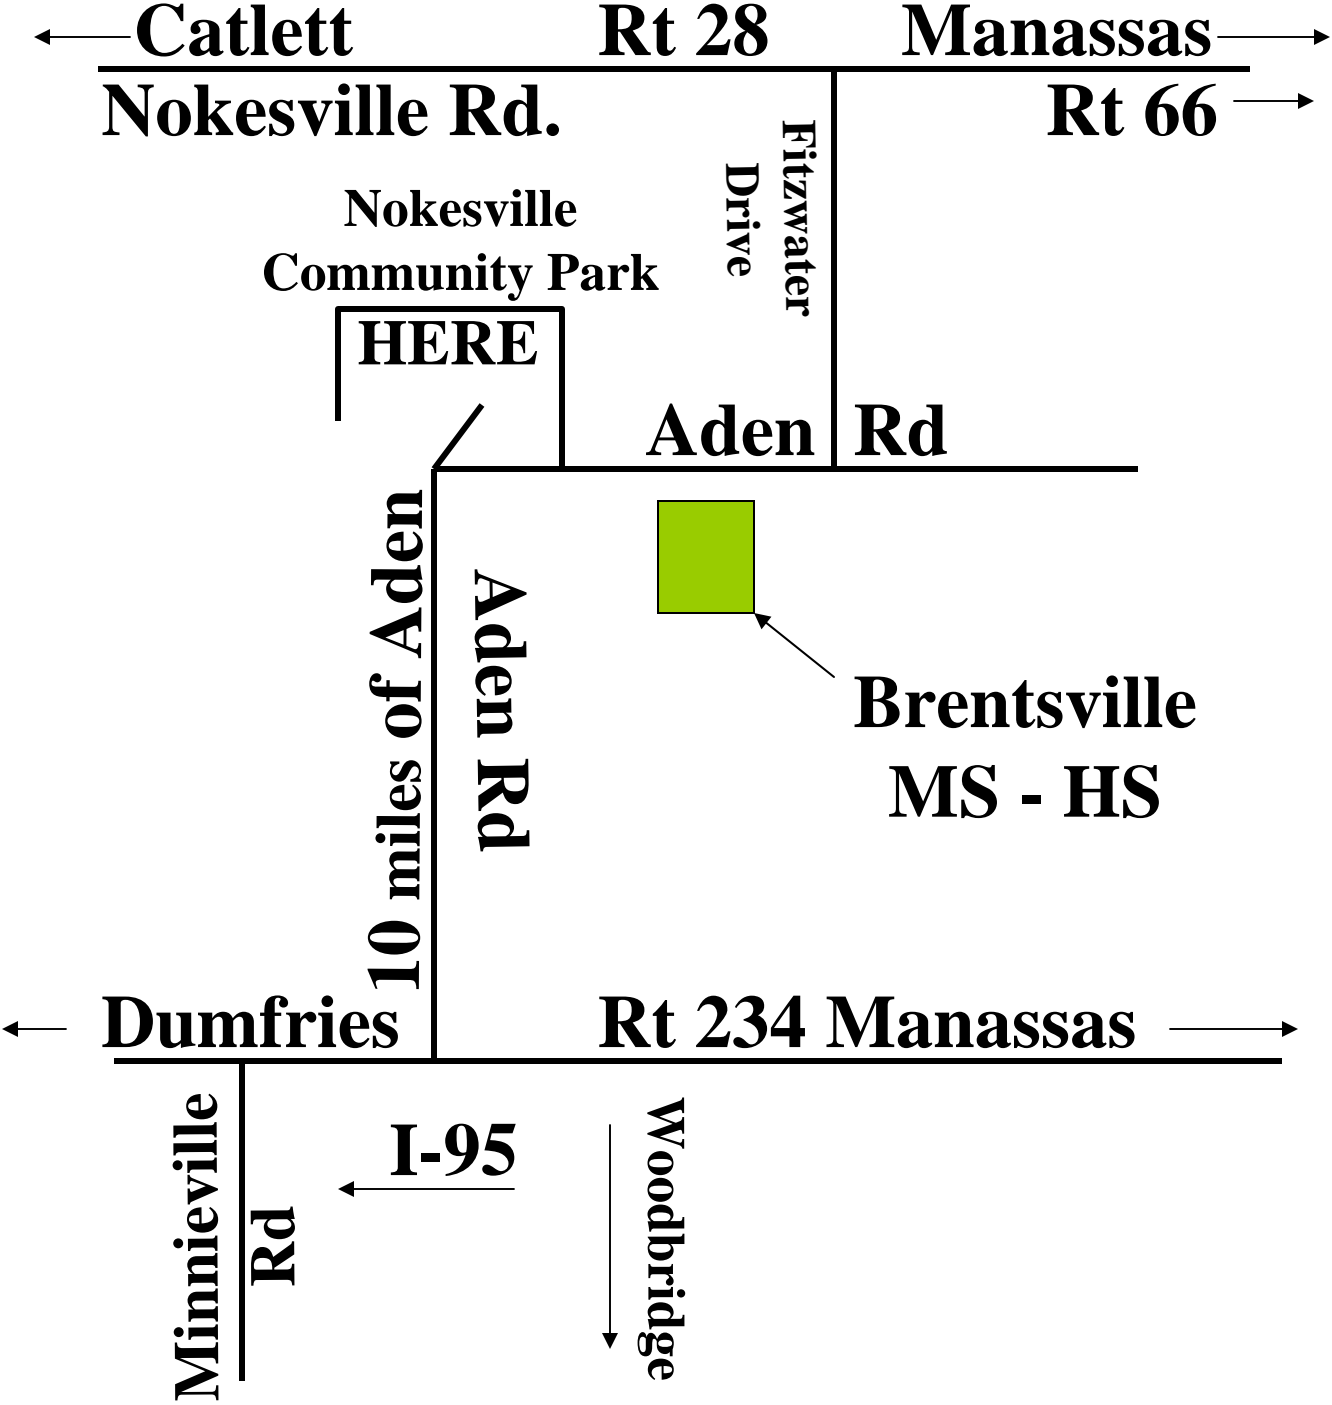 Catlett Rt 28 Manassas
Nokesville Rd. Rt 66
Fitzwater
Drive
Nokesville
Community Park
HERE
Aden Rd
10 miles of Aden
Aden Rd
Brentsville
MS - HS
Dumfries Rt 234 Manassas
Minnieville
Rd
I-95
Woodbridge